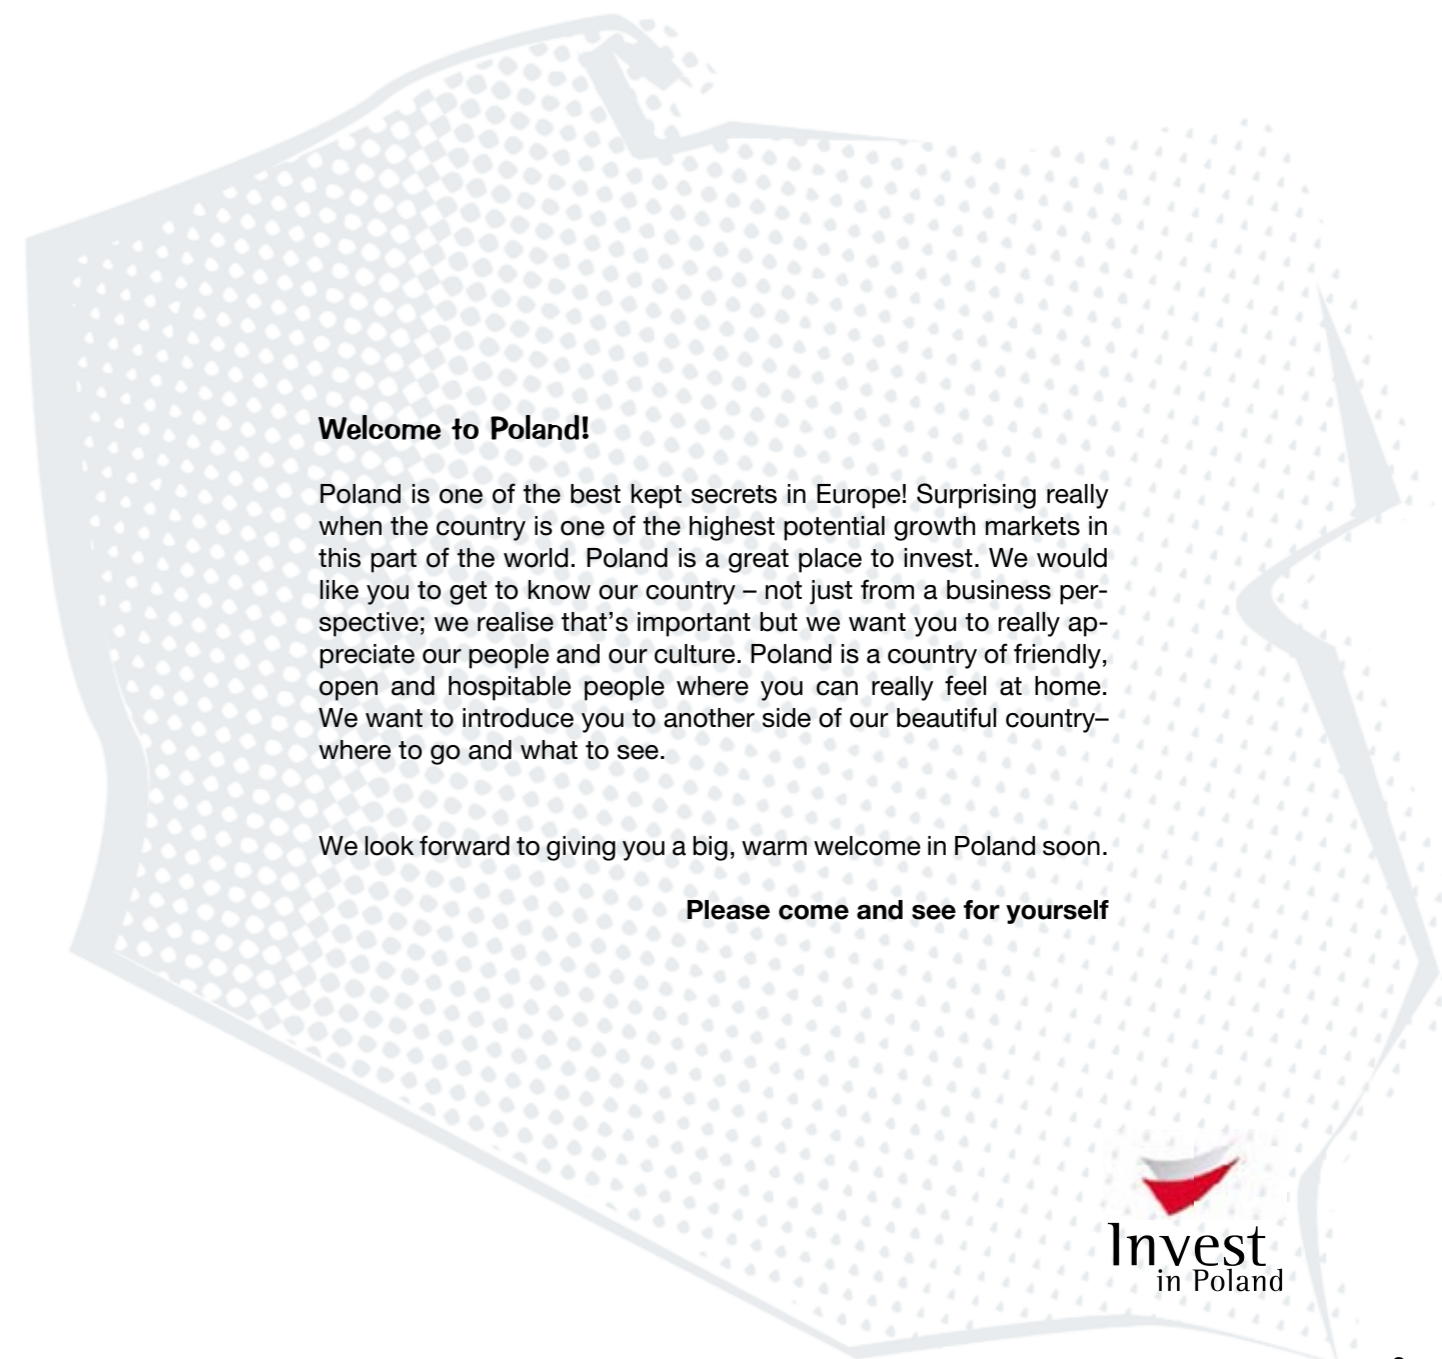 Welcome to Poland!
Poland is one of the best kept secrets in Europe! Surprising really
when the country is one of the highest potential growth markets in
this part of the world. Poland is a great place to invest. We would
like you to get to know our country – not just from a business per-
spective; we realise that's important but we want you to really ap-
preciate our people and our culture. Poland is a country of friendly,
open and hospitable people where you can really feel at home.
We want to introduce you to another side of our beautiful country–
where to go and what to see.
We look forward to giving you a big, warm welcome in Poland soon.
Please come and see for yourself
Invest
in Poland